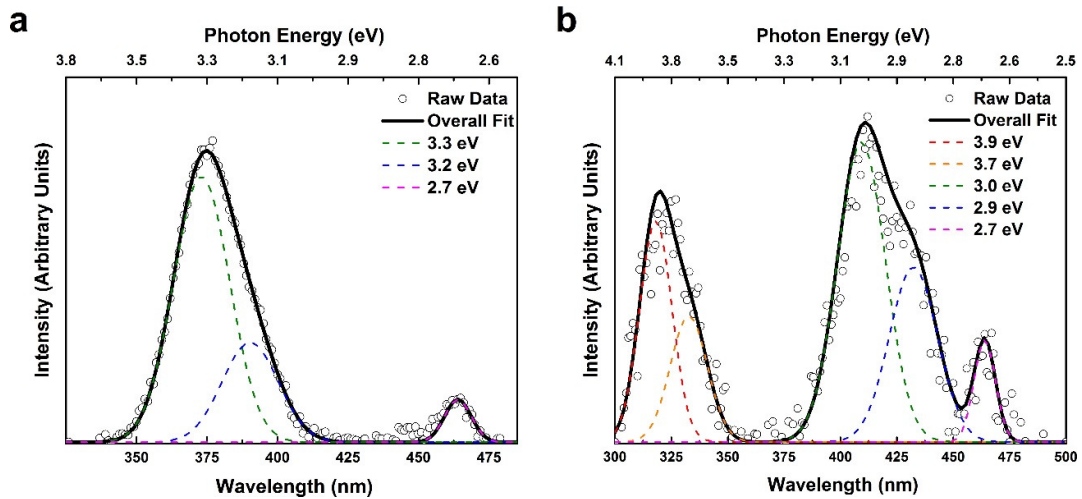 a
Photon Energy (eV)
3.8 3.5 3.3 3.1 2.9 2.8 2.6
Raw Data
Overall Fit
3.3 eV
3.2 eV
2.7 eV
Intensity (Arbitrary Units)
350 375 400 425 450 475
Wavelength (nm)
b
Photon Energy (eV)
4.1 3.8 3.5 3.3 3.1 2.9 2.8 2.6 2.5
Raw Data
Overall Fit
3.9 eV
3.7 eV
3.0 eV
2.9 eV
2.7 eV
Intensity (Arbitrary Units)
300 325 350 375 400 425 450 475 500
Wavelength (nm)